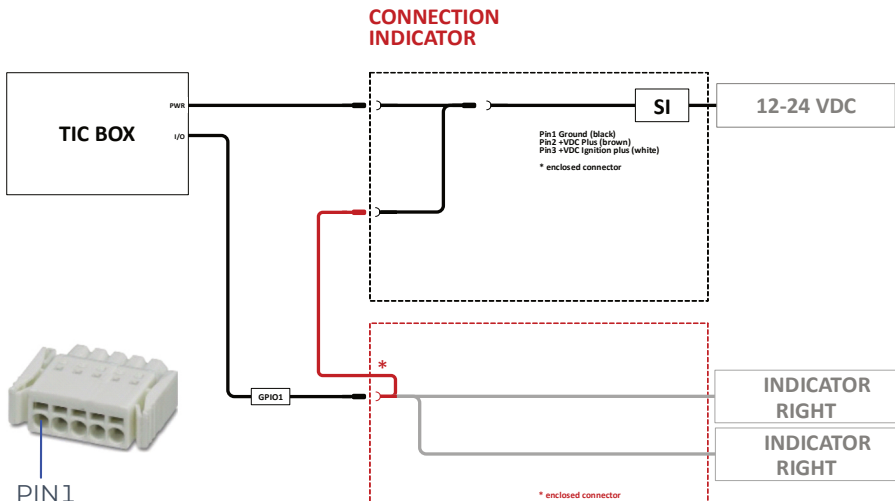 CONNECTION
INDICATOR
TIC BOX
PWR
I/O
SI
12-24 VDC
Pin1 Ground (black)
Pin2 +VDC Plus (brown)
Pin3 +VDC Ignition plus (white)
* enclosed connector
*
GPIO1
INDICATOR
RIGHT
INDICATOR
RIGHT
PIN1
* enclosed connector